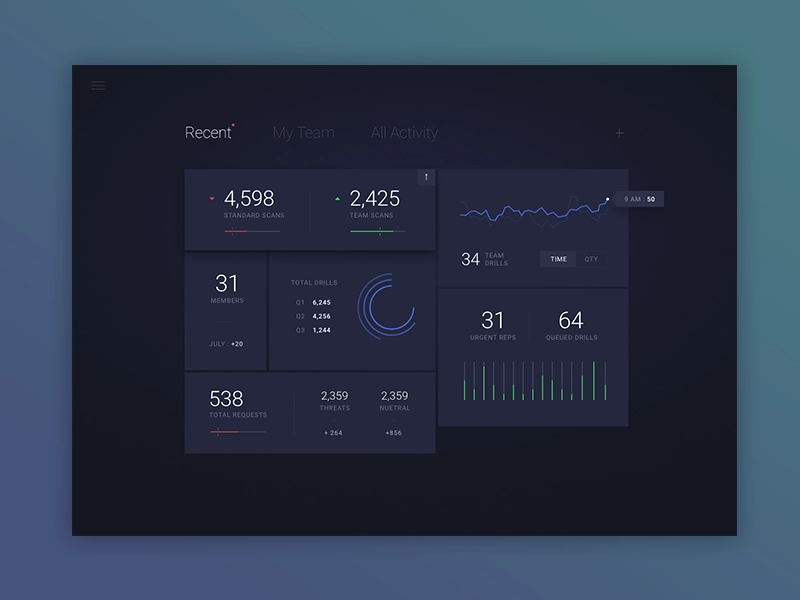 Recent My Team All Activity +
4,598
STANDARD SCANS
2,425
TEAM SCANS
9 AM : 50
34 TEAM
DRILLS
TIME QTY
31
MEMBERS
JULY : +20
TOTAL DRILLS
Q1 6,245
Q2 4,256
Q3 1,244
31
URGENT REPS
64
QUEUED DRILLS
538
TOTAL REQUESTS
2,359
THREATS
+ 264
2,359
NUETRAL
+856